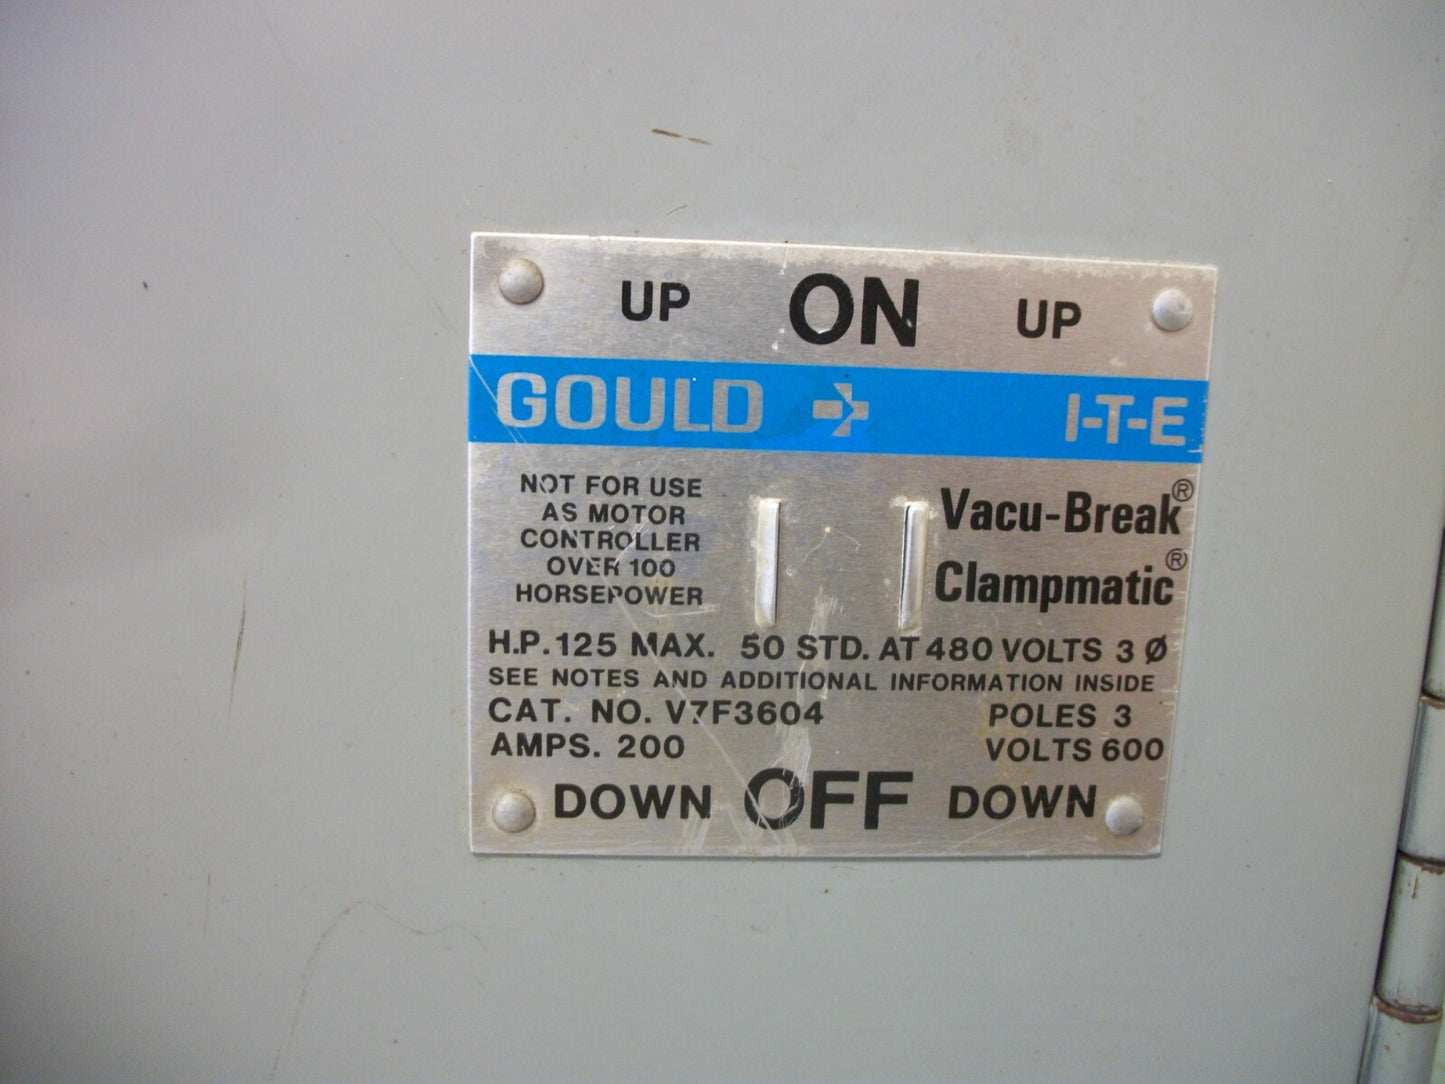 UP ON UP
GOULD I-T-E
NOT FOR USE
AS MOTOR
CONTROLLER
OVER 100
HORSEPOWER
Vacu-Break®
Clampmatic®
H.P. 125 MAX. 50 STD. AT 480 VOLTS 3 Ø
SEE NOTES AND ADDITIONAL INFORMATION INSIDE
CAT. NO. V7F3604 POLES 3
AMPS. 200 VOLTS 600
DOWN OFF DOWN